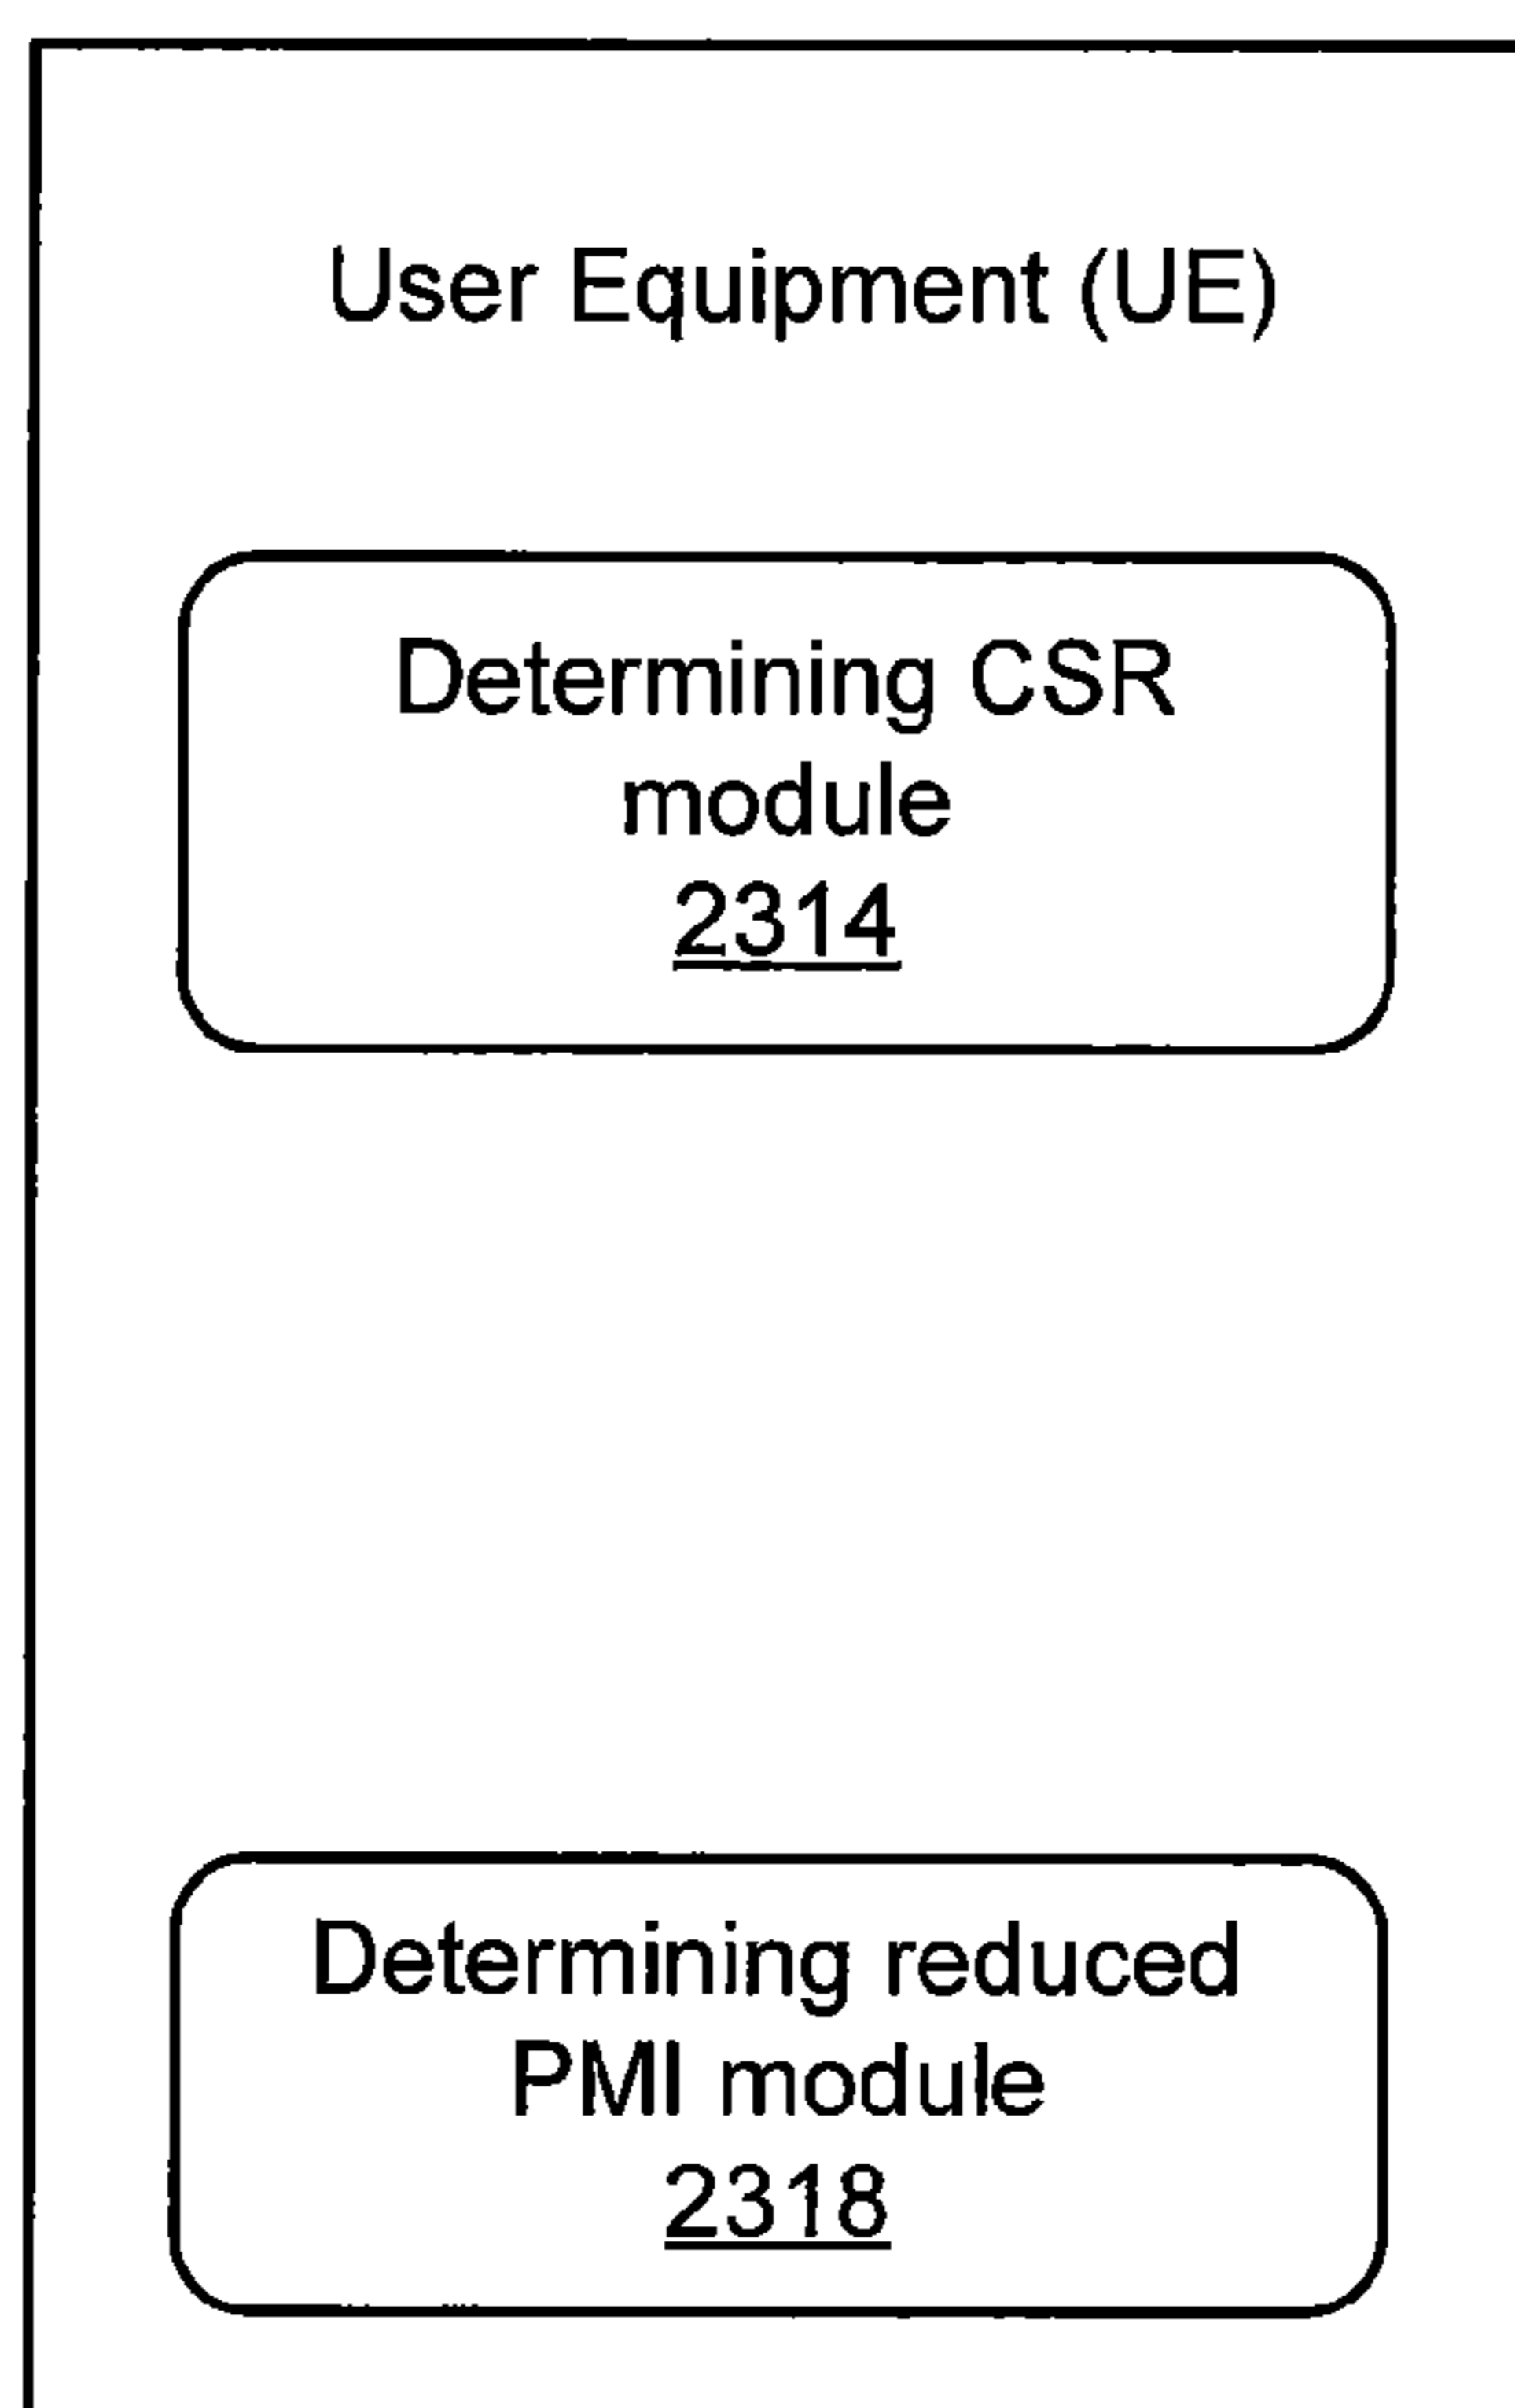 User Equipment (UE)
Determining CSR
module
2314
Determining reduced
PMI module
2318